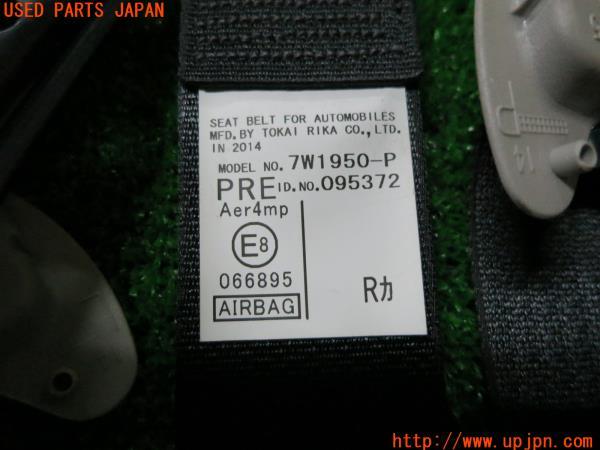 USED PARTS JAPAN
SEAT BELT FOR AUTOMOBILES
MFD.BY TOKAI RIKA CO.,LTD.
IN 2014
MODEL NO. 7W1950-P
PRE ID.NO.095372
Aer4mp
E8
066895
AIRBAG
Rカ
14
http://www.upjpn.com/